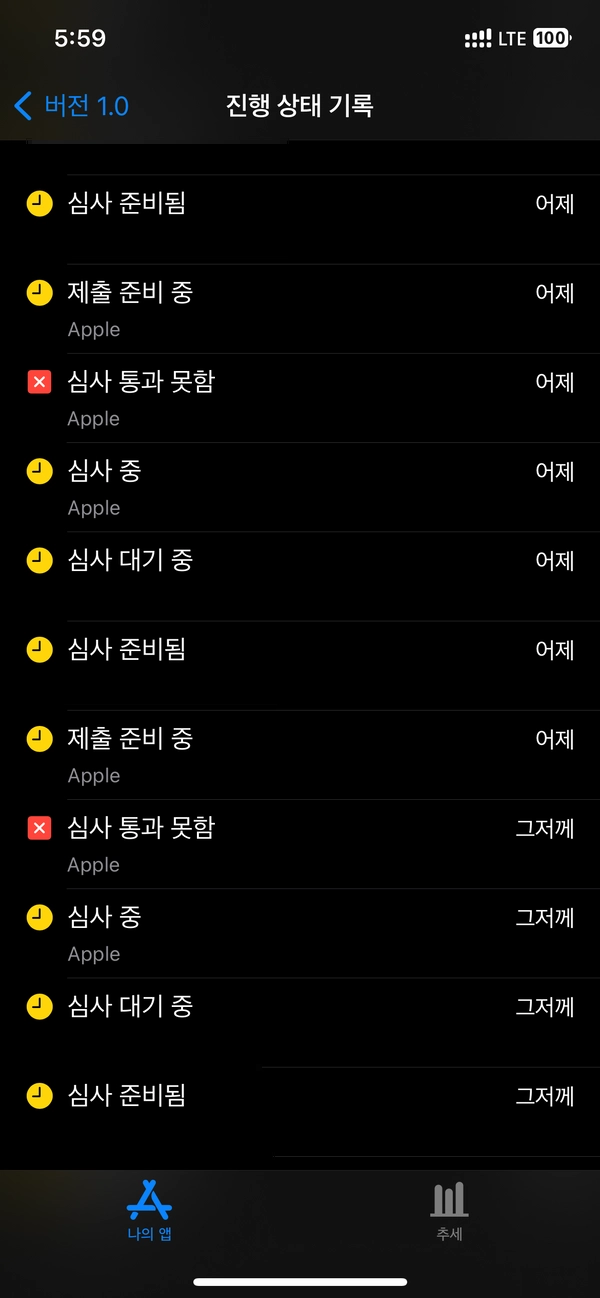 5:59
LTE 100
버전 1.0
진행 상태 기록
심사 준비됨 어제
제출 준비 중 어제
Apple
심사 통과 못함 어제
Apple
심사 중 어제
Apple
심사 대기 중 어제
심사 준비됨 어제
제출 준비 중 어제
Apple
심사 통과 못함 그저께
Apple
심사 중 그저께
Apple
심사 대기 중 그저께
심사 준비됨 그저께
나의 앱
추세